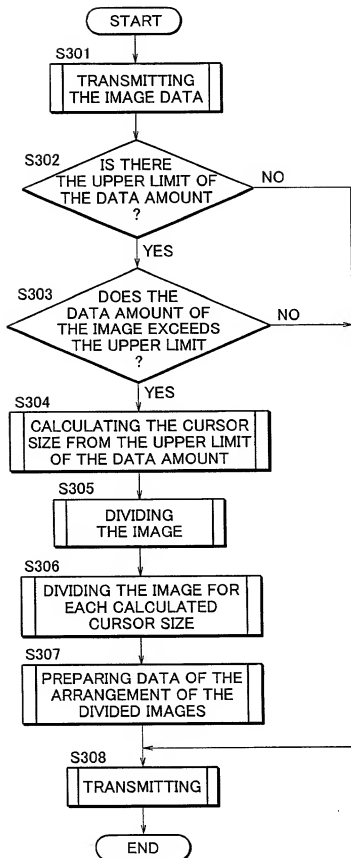 START
S301
TRANSMITTING
THE IMAGE DATA
S302
IS THERE
THE UPPER LIMIT OF
THE DATA AMOUNT
?
NO
YES
S303
DOES THE
DATA AMOUNT OF
THE IMAGE EXCEEDS
THE UPPER LIMIT
?
NO
YES
S304
CALCULATING THE CURSOR
SIZE FROM THE UPPER LIMIT
OF THE DATA AMOUNT
S305
DIVIDING
THE IMAGE
S306
DIVIDING THE IMAGE FOR
EACH CALCULATED
CURSOR SIZE
S307
PREPARING DATA OF THE
ARRANGEMENT OF THE
DIVIDED IMAGES
S308
TRANSMITTING
END